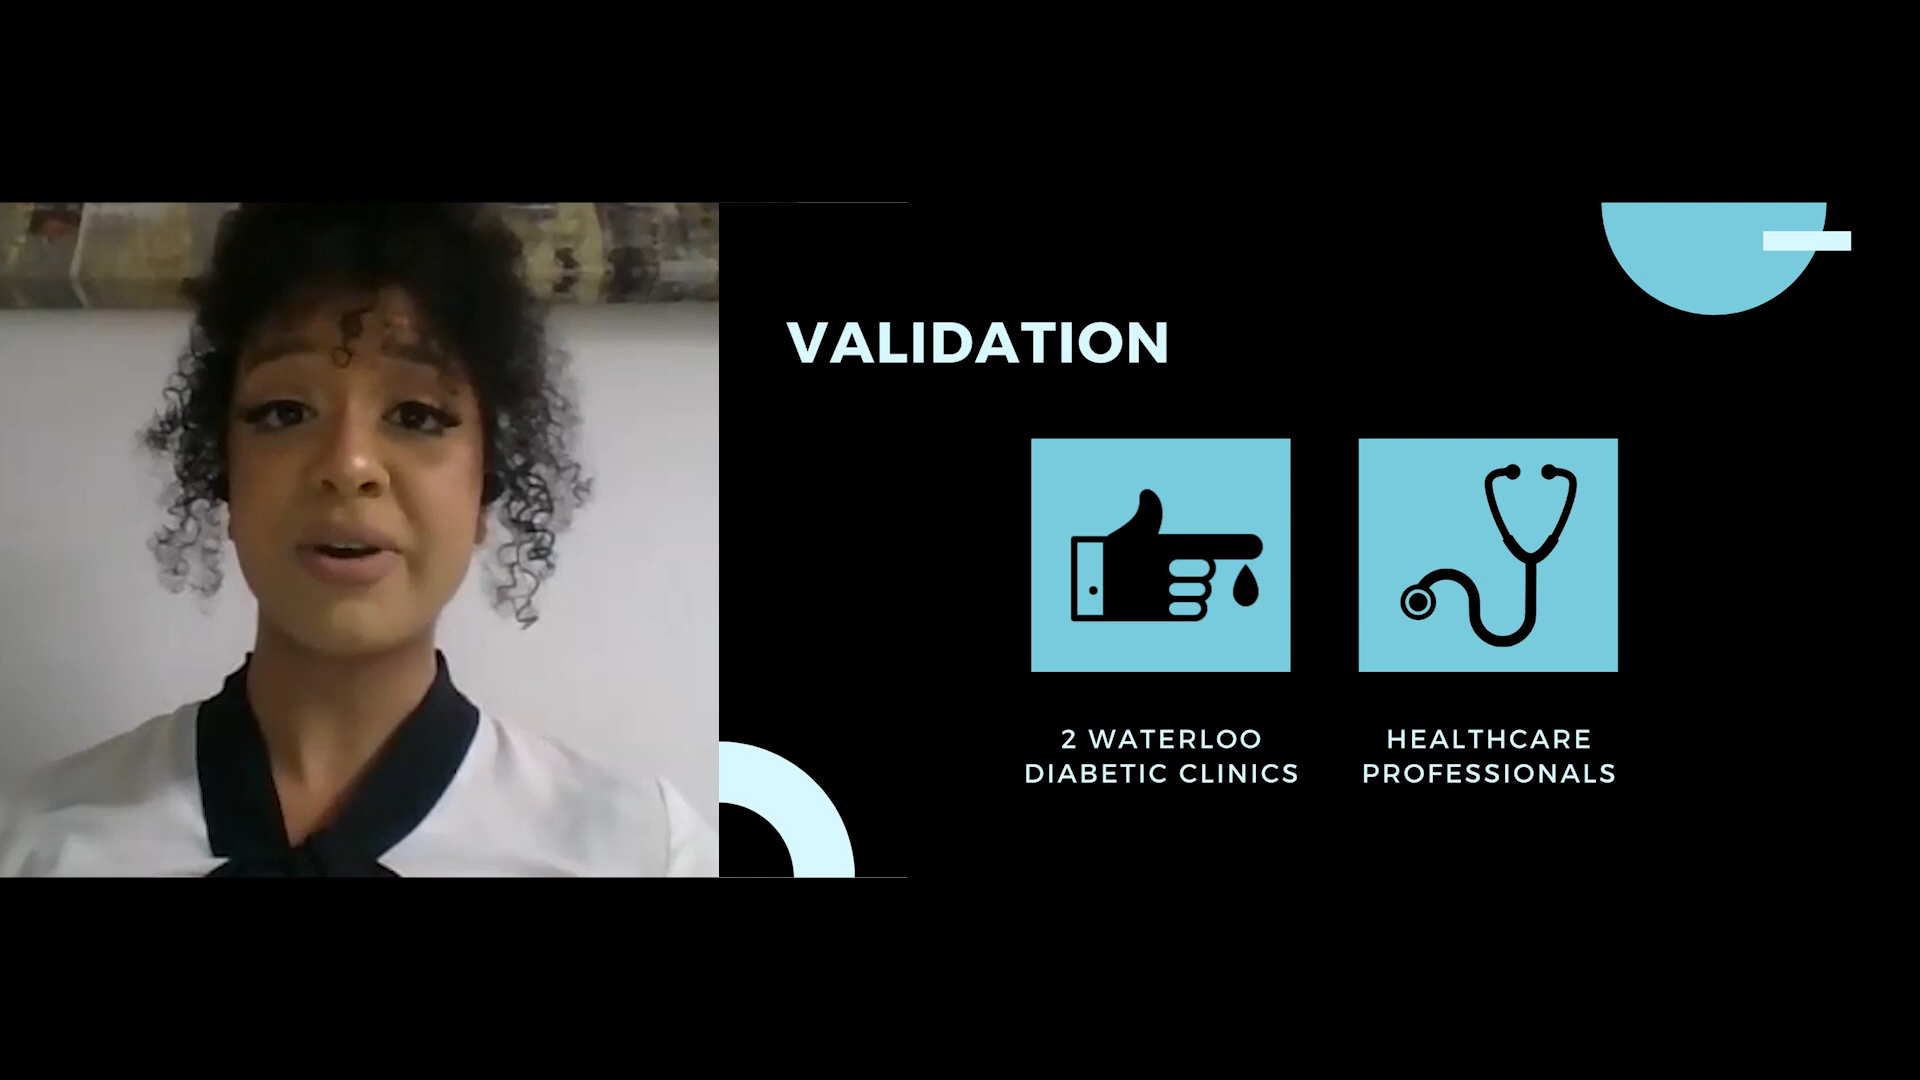 VALIDATION
2 WATERLOO
DIABETIC CLINICS
HEALTHCARE
PROFESSIONALS